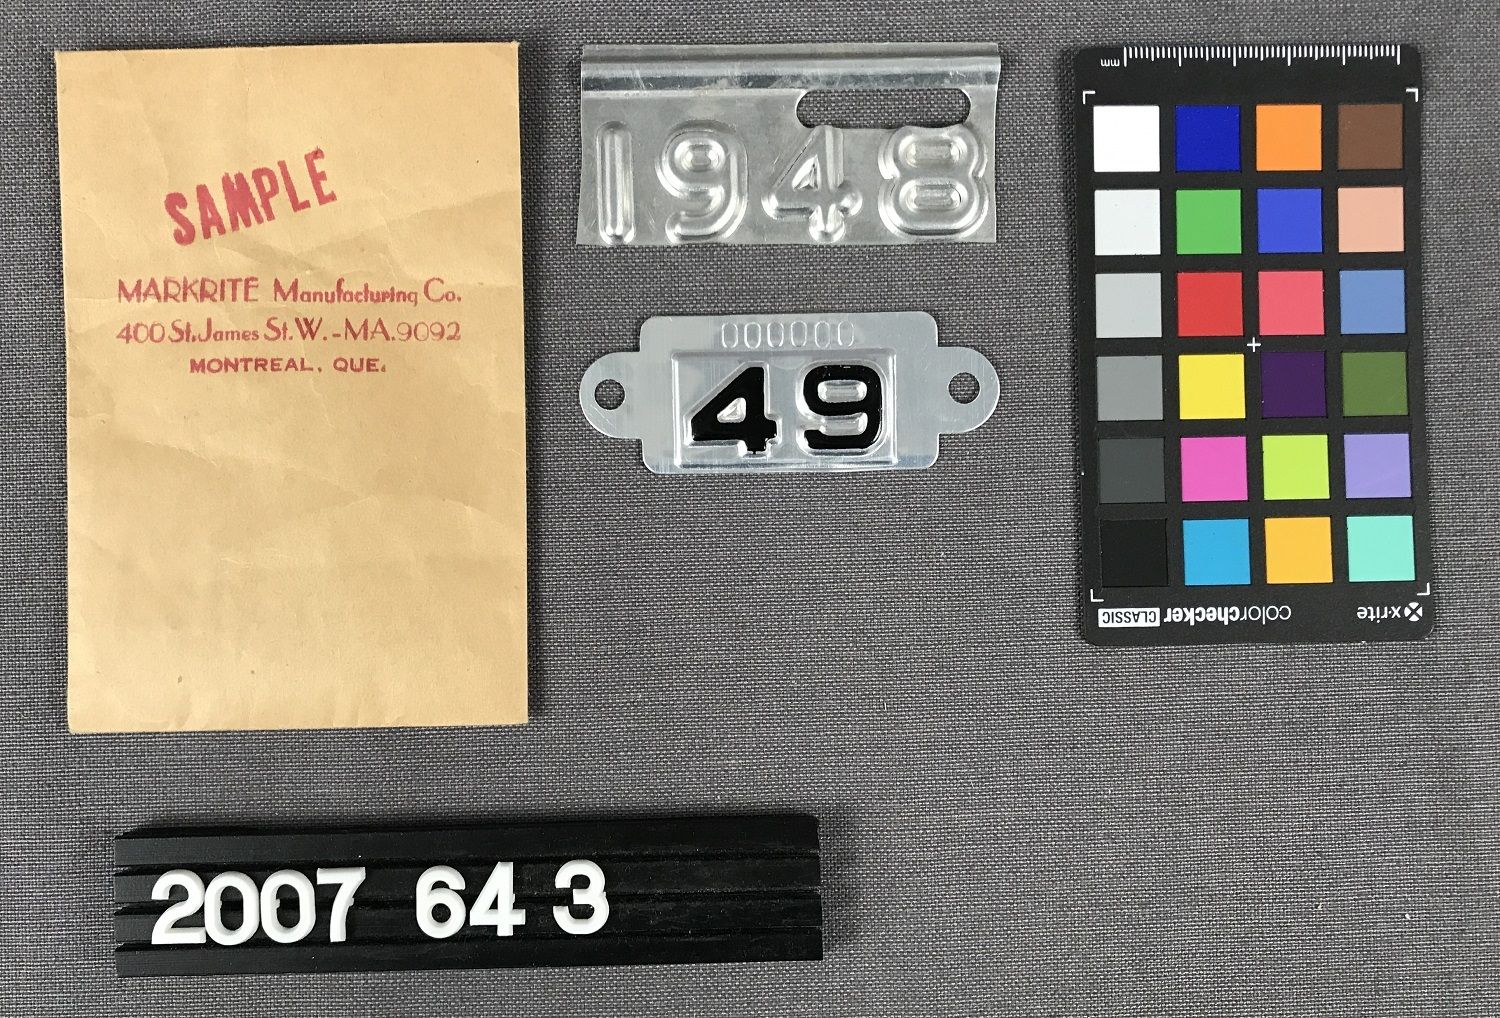 SAMPLE
MARKRITE Manufacturing Co.
400 St. James St. W. - MA. 9092
MONTREAL, QUE.
1948
000000
49
mm
colorchecker CLASSIC
x-rite
2007 64 3